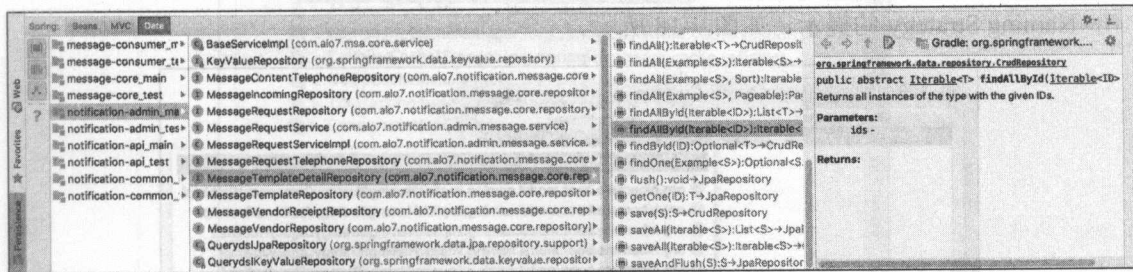 Spring: Beans MVC Data
Web
Favorites
Persistence
?
message-consumer_m
message-consumer_te
message-core_main
message-core_test
notification-admin_ma
notification-admin_tes
notification-api_main
notification-api_test
notification-common_
notification-common_
BaseServiceImpl (com.alo7.msa.core.service)
KeyValueRepository (org.springframework.data.keyvalue.repository)
MessageContentTelephoneRepository (com.alo7.notification.message.core
MessageIncomingRepository (com.alo7.notification.message.core.repositor
MessageRequestRepository (com.alo7.notification.message.core.repository
MessageRequestService (com.alo7.notification.admin.message.service)
MessageRequestServiceImpl (com.alo7.notification.admin.message.service.
MessageRequestTelephoneRepository (com.alo7.notification.message.core
MessageTemplateDetailRepository (com.alo7.notification.message.core.rep
MessageTemplateRepository (com.alo7.notification.message.core.repositor
MessageVendorReceiptRepository (com.alo7.notification.message.core.rep
MessageVendorRepository (com.alo7.notification.message.core.repository)
QuerydslJpaRepository (org.springframework.data.jpa.repository.support)
QuerydslKeyValueRepository (org.springframework.data.keyvalue.repositor
findAll():Iterable<T>→CrudReposit
findAll(Example<S>):Iterable<S>→
findAll(Example<S>, Sort):Iterable
findAll(Example<S>, Pageable):Pa
findAllById(Iterable<ID>):List<T>→
findAllById(Iterable<ID>):Iterable<
findById(ID):Optional<T>→CrudRe
findOne(Example<S>):Optional<S
flush():void→JpaRepository
getOne(ID):T→JpaRepository
save(S):S→CrudRepository
saveAll(Iterable<S>):List<S>→Jpa
saveAll(Iterable<S>):Iterable<S>→
saveAndFlush(S):S→JpaRepositor
Gradle: org.springframework....
org.springframework.data.repository.CrudRepository
public abstract Iterable<T> findAllById(Iterable<ID>
Returns all instances of the type with the given IDs.
Parameters:
ids -
Returns: